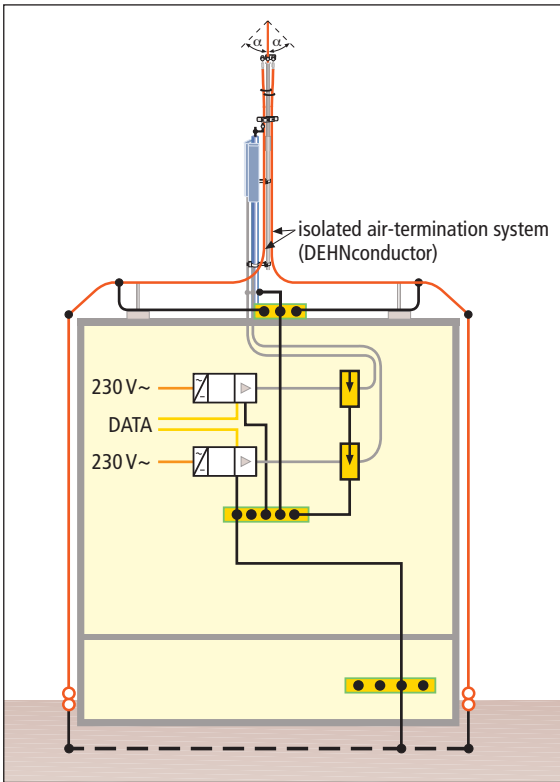 α α
isolated air-termination system
(DEHNconductor)
230 V~
DATA
230 V~